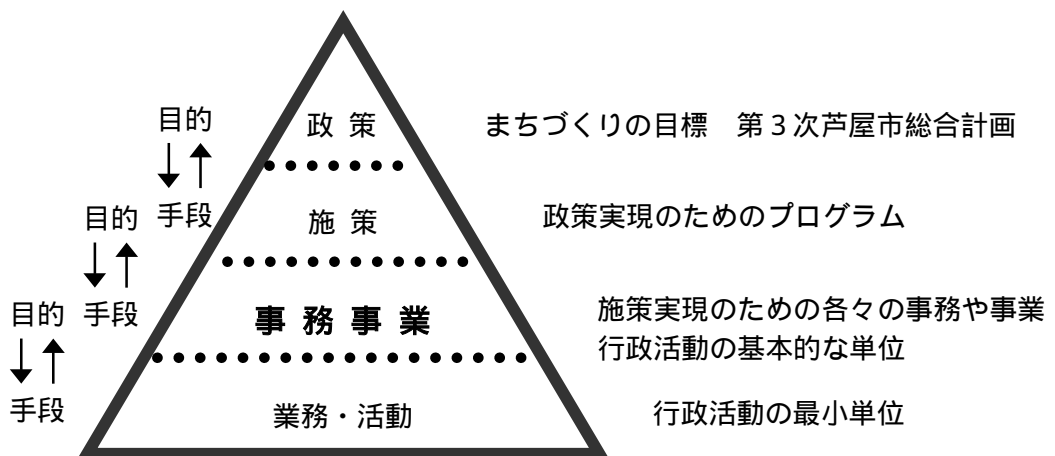 目的
政 策
まちづくりの目標　第３次芦屋市総合計画
目的
手段
施 策
政策実現のためのプログラム
目的
手段
事 務 事 業
施策実現のための各々の事務や事業
行政活動の基本的な単位
手段
業務・活動
行政活動の最小単位